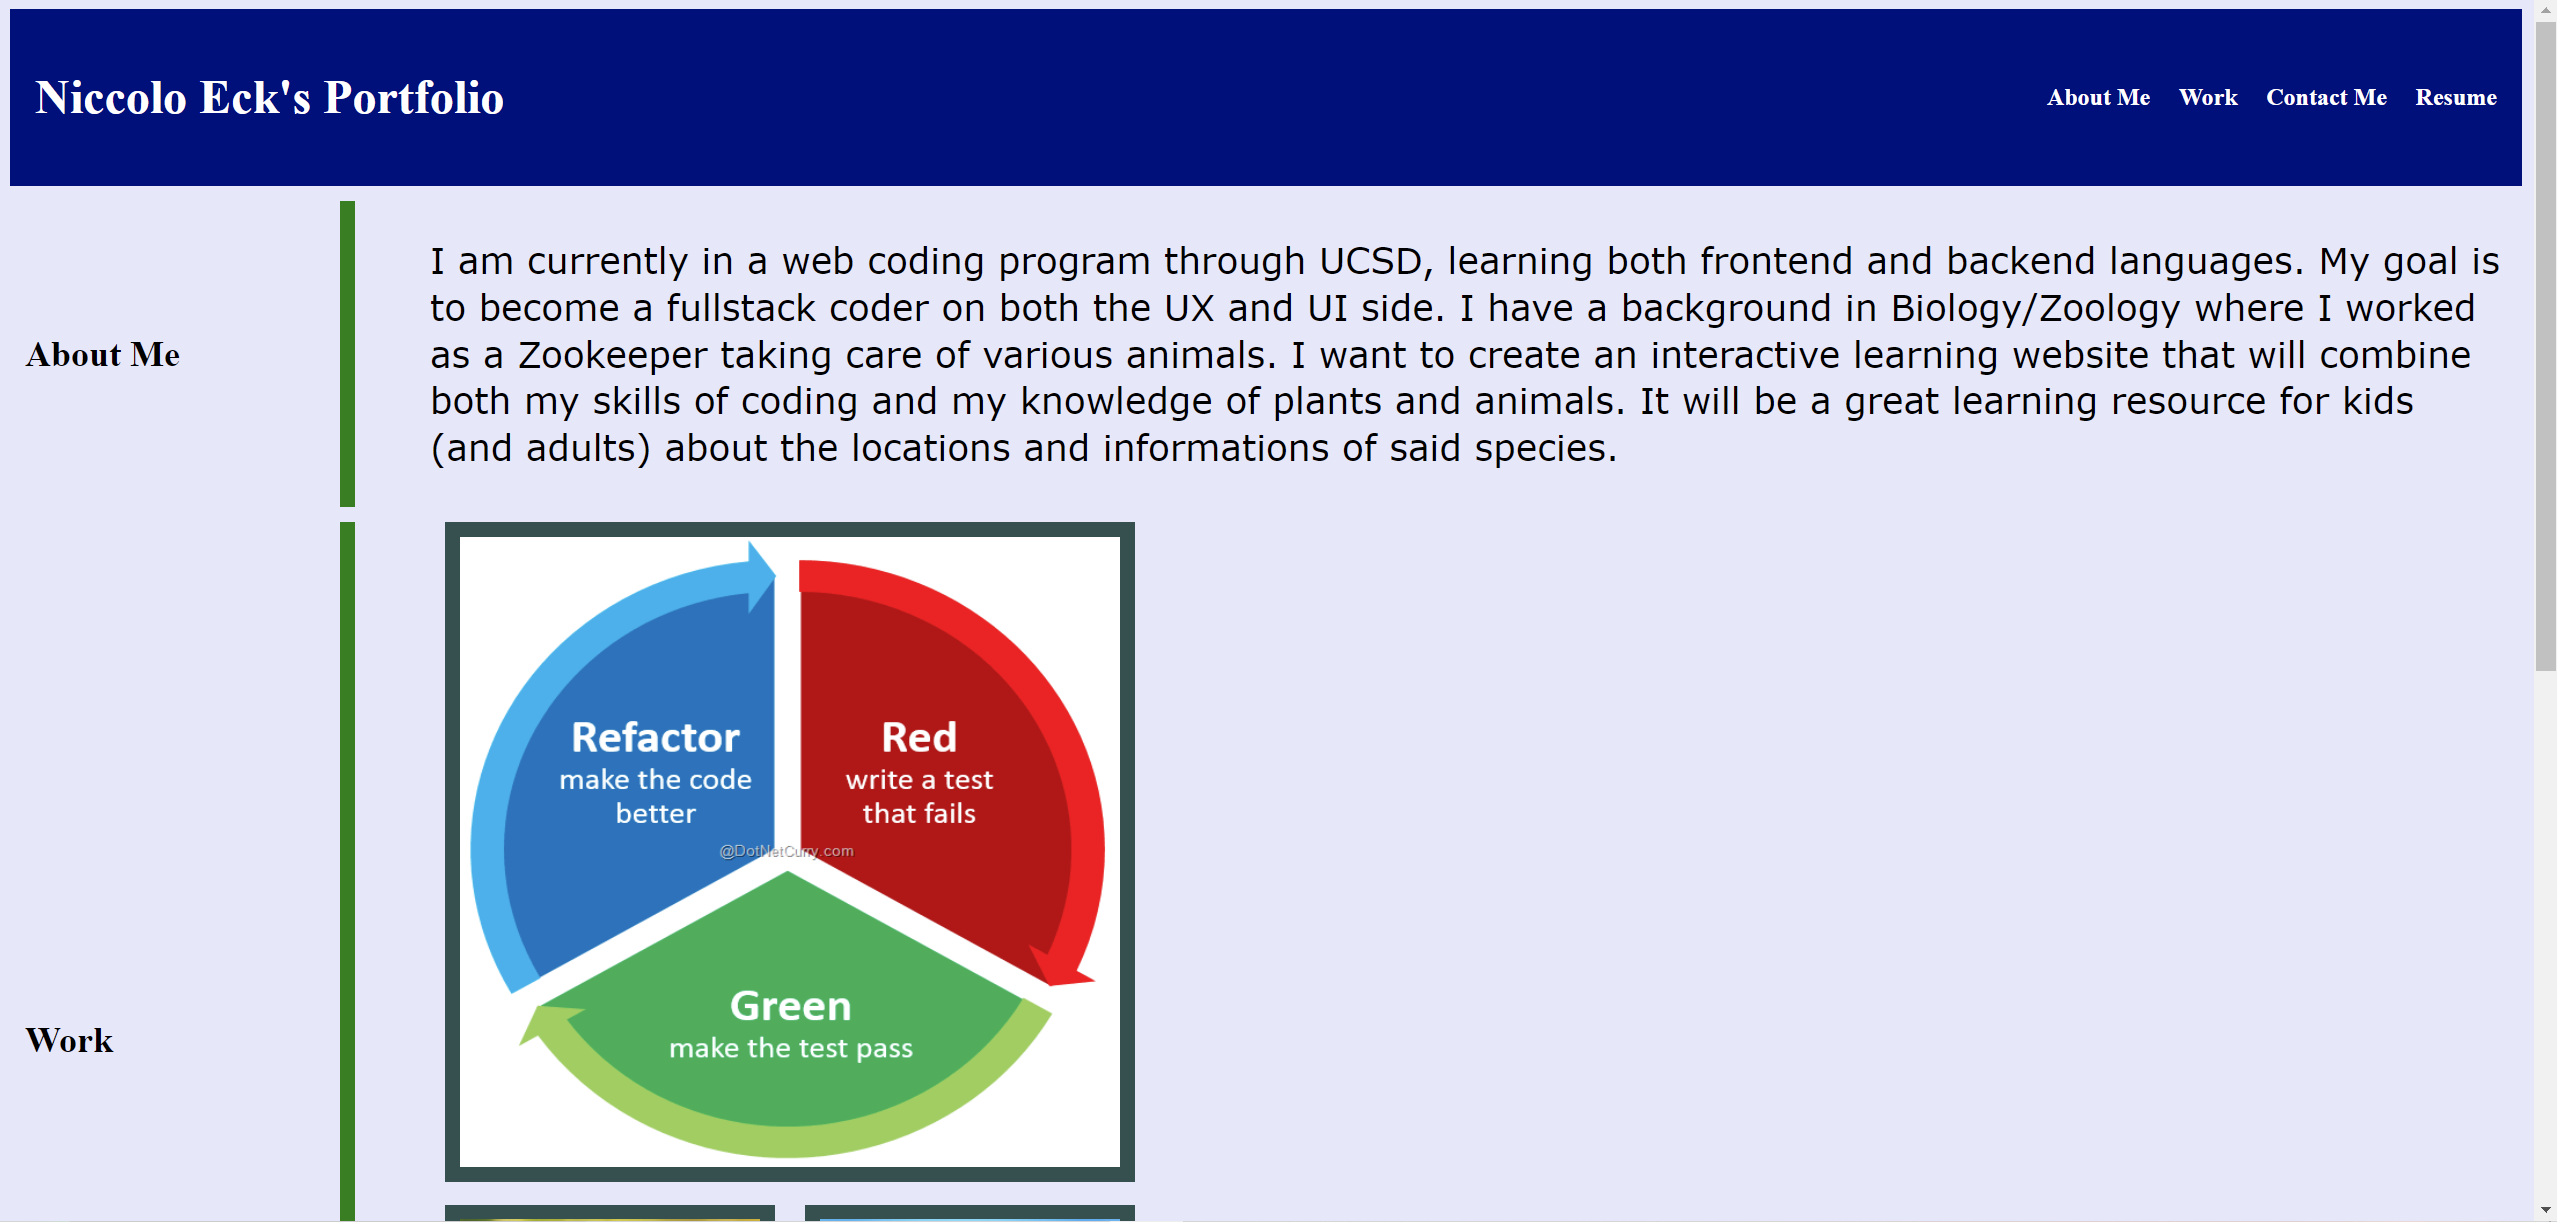 Niccolo Eck's Portfolio
About Me Work Contact Me Resume
About Me
I am currently in a web coding program through UCSD, learning both frontend and backend languages. My goal is
to become a fullstack coder on both the UX and UI side. I have a background in Biology/Zoology where I worked
as a Zookeeper taking care of various animals. I want to create an interactive learning website that will combine
both my skills of coding and my knowledge of plants and animals. It will be a great learning resource for kids
(and adults) about the locations and informations of said species.
Work
Refactor
make the code
better
Red
write a test
that fails
@DotNetCurry.com
Green
make the test pass